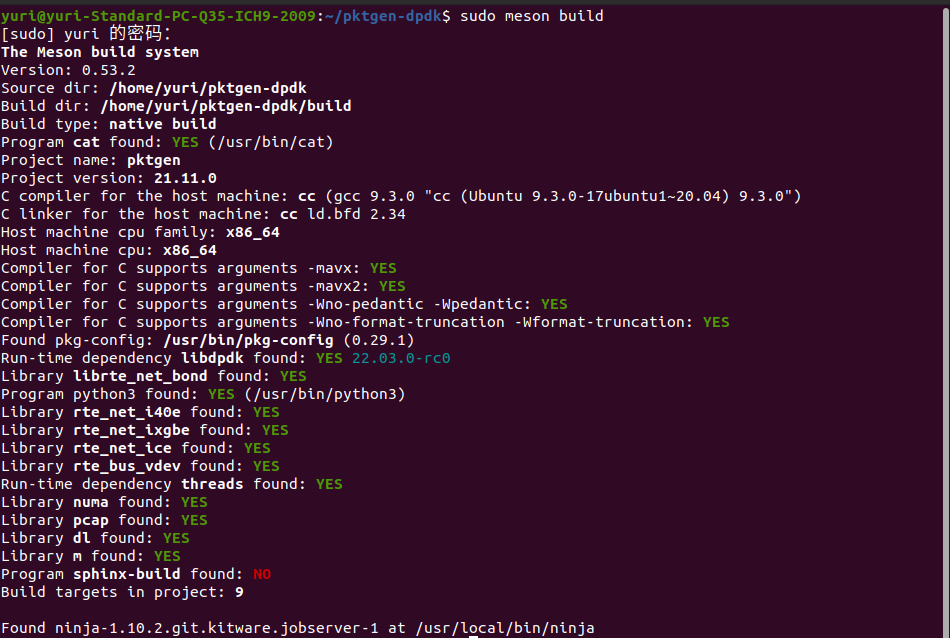 yuri@yuri-Standard-PC-Q35-ICH9-2009:~/pktgen-dpdk$ sudo meson build
[sudo] yuri 的密码：
The Meson build system
Version: 0.53.2
Source dir: /home/yuri/pktgen-dpdk
Build dir: /home/yuri/pktgen-dpdk/build
Build type: native build
Program cat found: YES (/usr/bin/cat)
Project name: pktgen
Project version: 21.11.0
C compiler for the host machine: cc (gcc 9.3.0 "cc (Ubuntu 9.3.0-17ubuntu1~20.04) 9.3.0")
C linker for the host machine: cc ld.bfd 2.34
Host machine cpu family: x86_64
Host machine cpu: x86_64
Compiler for C supports arguments -mavx: YES
Compiler for C supports arguments -mavx2: YES
Compiler for C supports arguments -Wno-pedantic -Wpedantic: YES
Compiler for C supports arguments -Wno-format-truncation -Wformat-truncation: YES
Found pkg-config: /usr/bin/pkg-config (0.29.1)
Run-time dependency libdpdk found: YES 22.03.0-rc0
Library librte_net_bond found: YES
Program python3 found: YES (/usr/bin/python3)
Library rte_net_i40e found: YES
Library rte_net_ixgbe found: YES
Library rte_net_ice found: YES
Library rte_bus_vdev found: YES
Run-time dependency threads found: YES
Library numa found: YES
Library pcap found: YES
Library dl found: YES
Library m found: YES
Program sphinx-build found: NO
Build targets in project: 9
Found ninja-1.10.2.git.kitware.jobserver-1 at /usr/local/bin/ninja